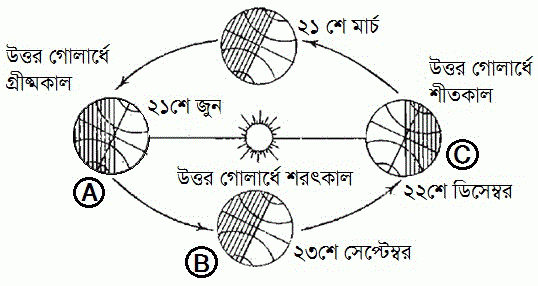 ২১ শে মার্চ
উত্তর গোলার্ধে
গ্রীষ্মকাল
উত্তর গোলার্ধে
শীতকাল
২১শে জুন
A
C
উত্তর গোলার্ধে শরৎকাল
২২শে ডিসেম্বর
B
২৩শে সেপ্টেম্বর